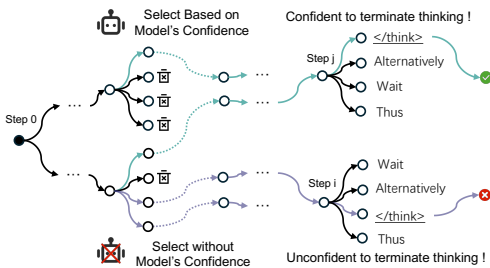 Select Based on
Model's Confidence
Confident to terminate thinking !
Step 0
...
...
...
...
...
...
Step j
</think>
Alternatively
Wait
Thus
Step i
Wait
Alternatively
</think>
Thus
Select without
Model's Confidence
Unconfident to terminate thinking !